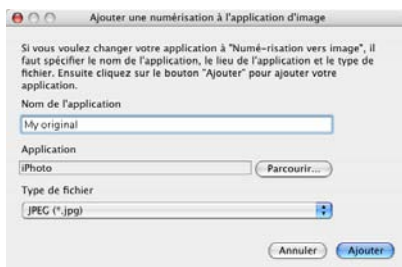 Ajouter une numérisation à l'application d'image
Si vous voulez changer votre application à "Numé-risation vers image", il
faut spécifier le nom de l'application, le lieu de l'application et le type de
fichier. Ensuite cliquez sur le bouton "Ajouter" pour ajouter votre
application.
Nom de l'application
My original
Application
iPhoto
Parcourir...
Type de fichier
JPEG (*.jpg)
Annuler
Ajouter